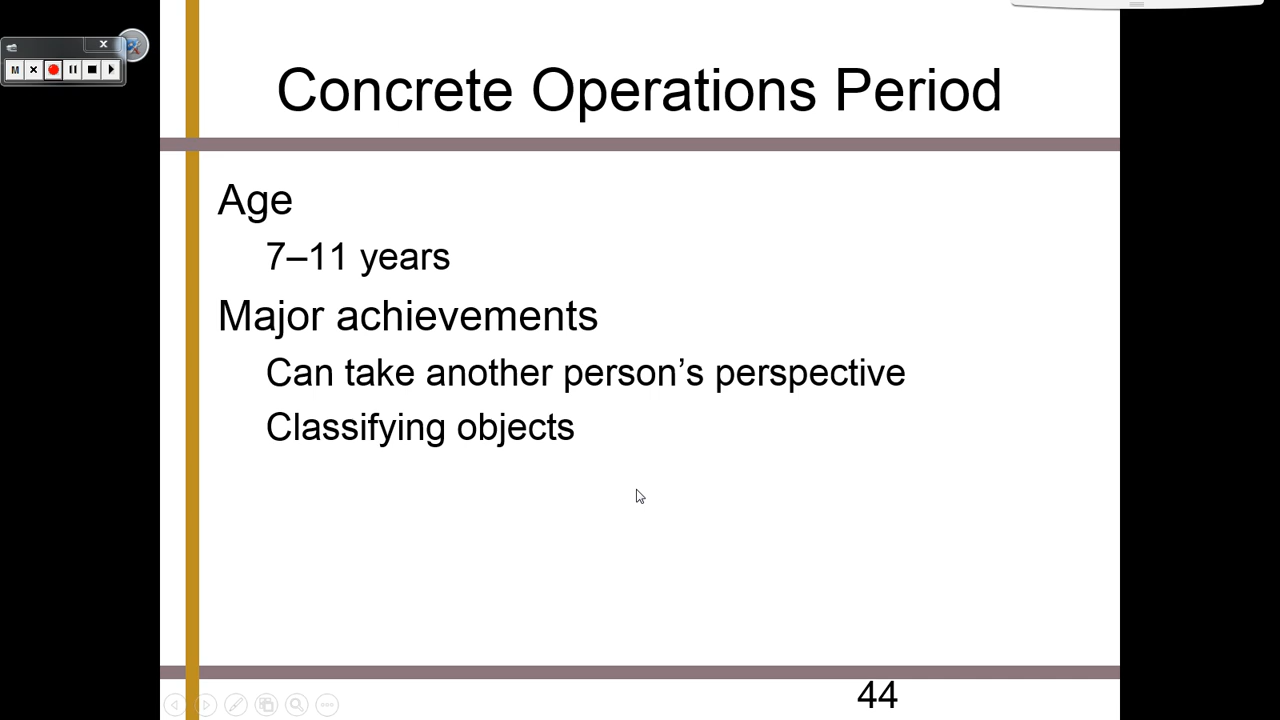 Concrete Operations Period
Age
7–11 years
Major achievements
Can take another person’s perspective
Classifying objects
44
M